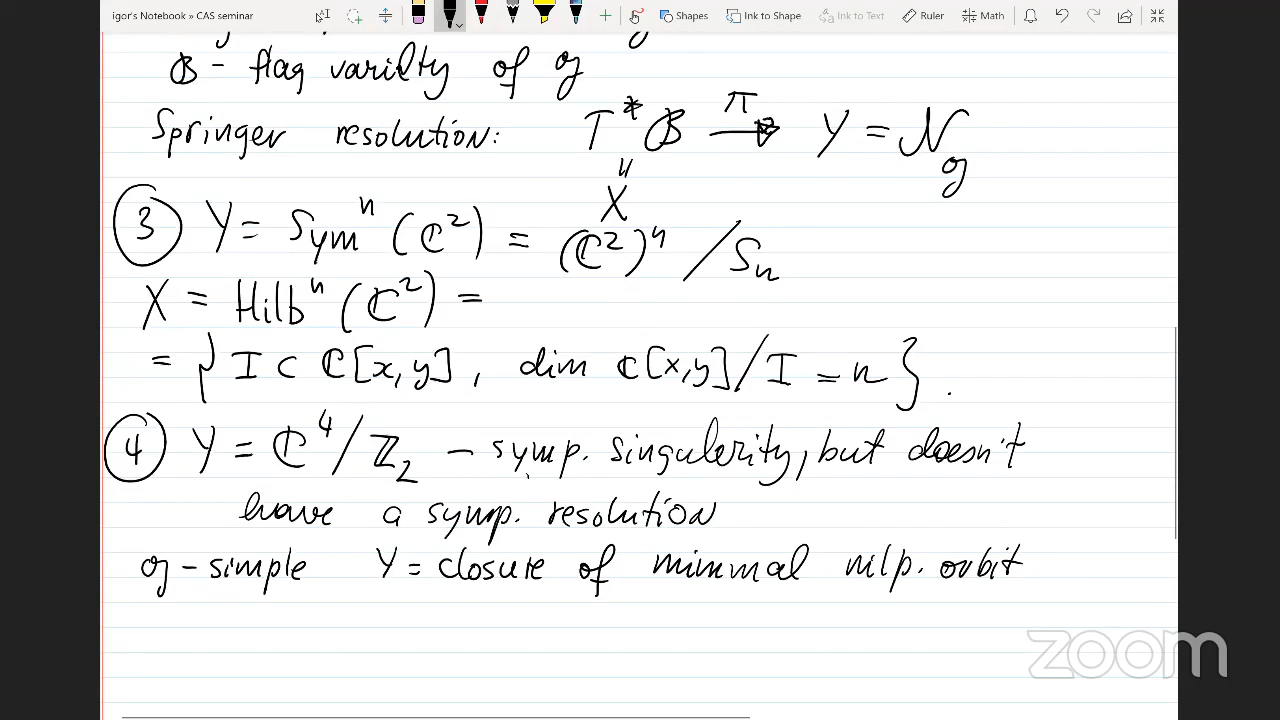 igor's Notebook » CAS seminar
Shapes Ink to Shape Ink to Text Ruler Math
𝓑 - flag variety of 𝔤
Springer resolution: T*𝓑 →^π Y = 𝒩_𝔤
"
X
③ Y = Sym^n (ℂ²) = (ℂ²)^n / S_n
X = Hilb^n (ℂ²) =
= { I ⊂ ℂ[x,y], dim ℂ[x,y]/I = n }.
④ Y = ℂ⁴/ℤ₂ – symp. singularity, but doesn't
have a symp. resolution
𝔤 - simple Y = closure of minimal nilp. orbit
zoom